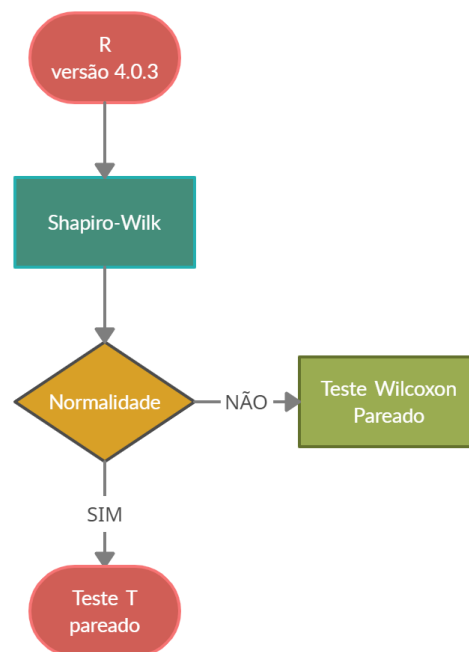 R
versão 4.0.3
Shapiro-Wilk
Normalidade
NÃO
Teste Wilcoxon
Pareado
SIM
Teste T
pareado